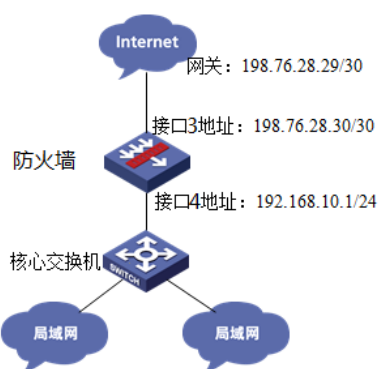 Internet
网关：198.76.28.29/30
接口3地址：198.76.28.30/30
防火墙
接口4地址：192.168.10.1/24
核心交换机
SWITCH
局域网
局域网